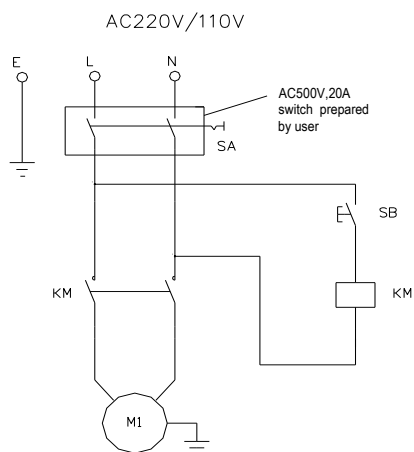 AC220V/110V
E
L
N
AC500V,20A
switch prepared
by user
SA
SB
KM
KM
M1